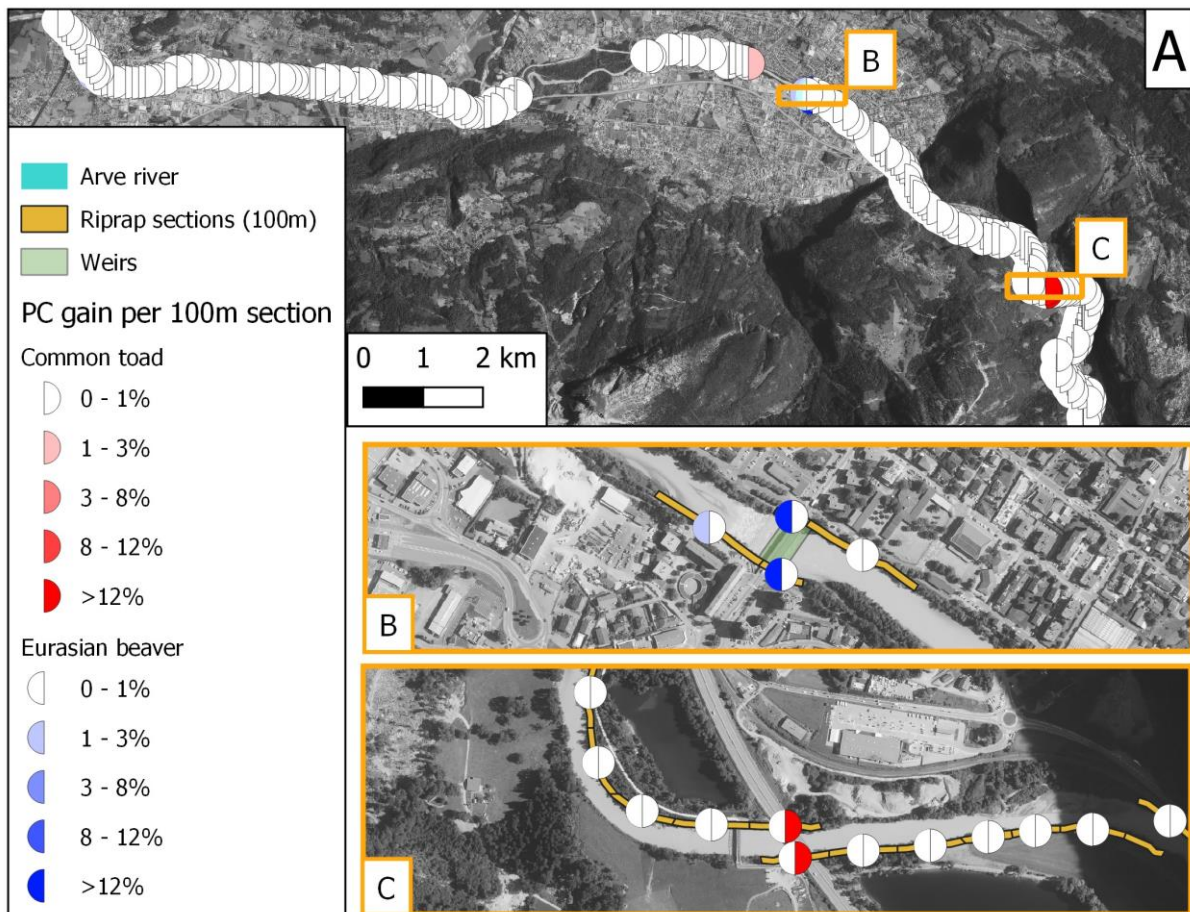 A
B
C
Arve river
Riprap sections (100m)
Weirs
PC gain per 100m section
Common toad
0 - 1%
1 - 3%
3 - 8%
8 - 12%
>12%
Eurasian beaver
0 - 1%
1 - 3%
3 - 8%
8 - 12%
>12%
0 1 2 km
B
C